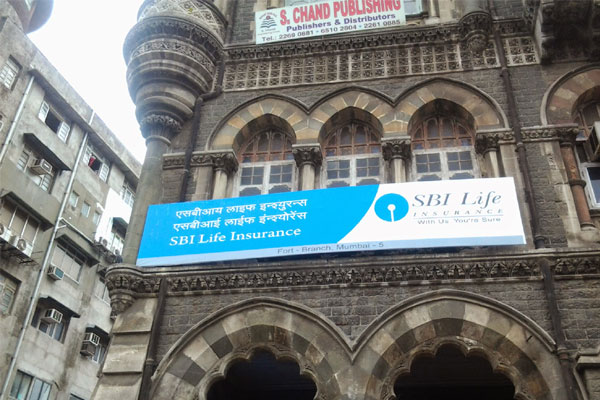 S. CHAND PUBLISHING
Publishers & Distributors
एसबीआय लाइफ इन्श्युरन्स
एसबीआई लाईफ इंश्योरेंस
SBI Life Insurance
SBI Life
INSURANCE
With Us, You're Sure
Fort - Branch, Mumbai - 5